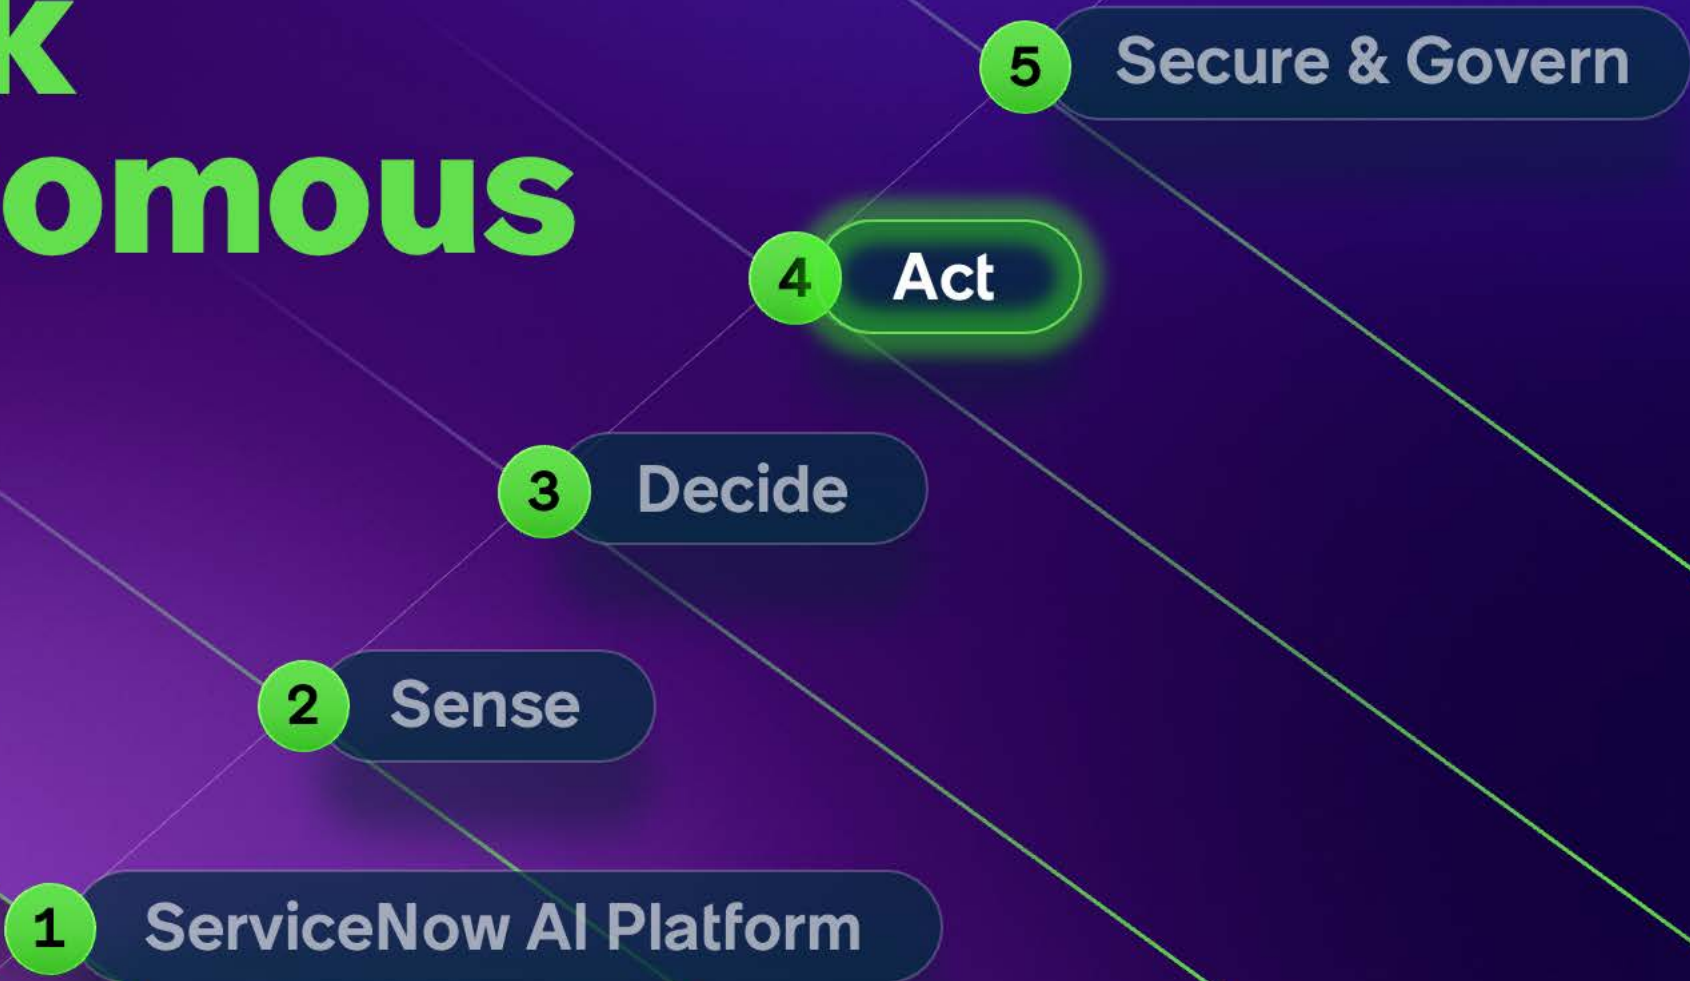 k
omous
5 Secure & Govern
4 Act
3 Decide
2 Sense
1 ServiceNow AI Platform